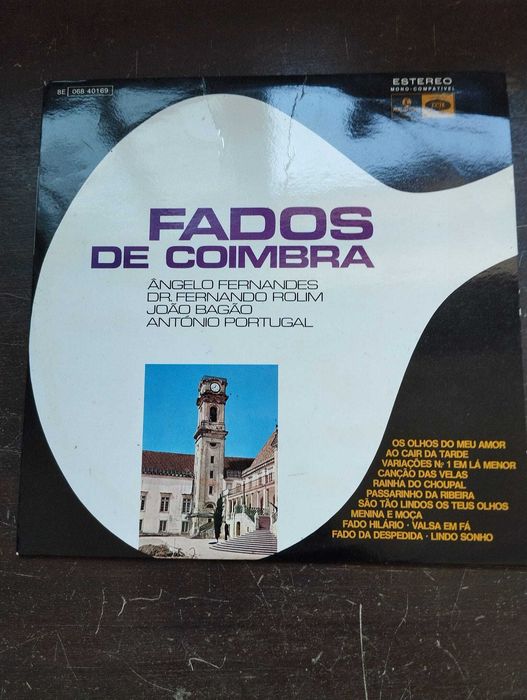 8E 068 40169
ESTEREO
MONO-COMPATIVEL
FADOS
DE COIMBRA
ÂNGELO FERNANDES
DR. FERNANDO ROLIM
JOÃO BAGÃO
ANTÓNIO PORTUGAL
OS OLHOS DO MEU AMOR
AO CAIR DA TARDE
VARIAÇÕES Nº 1 EM LÁ MENOR
CANÇÃO DAS VELAS
RAINHA DO CHOUPAL
PASSARINHO DA RIBEIRA
SÃO TÃO LINDOS OS TEUS OLHOS
MENINA E MOÇA
FADO HILÁRIO · VALSA EM FÁ
FADO DA DESPEDIDA · LINDO SONHO